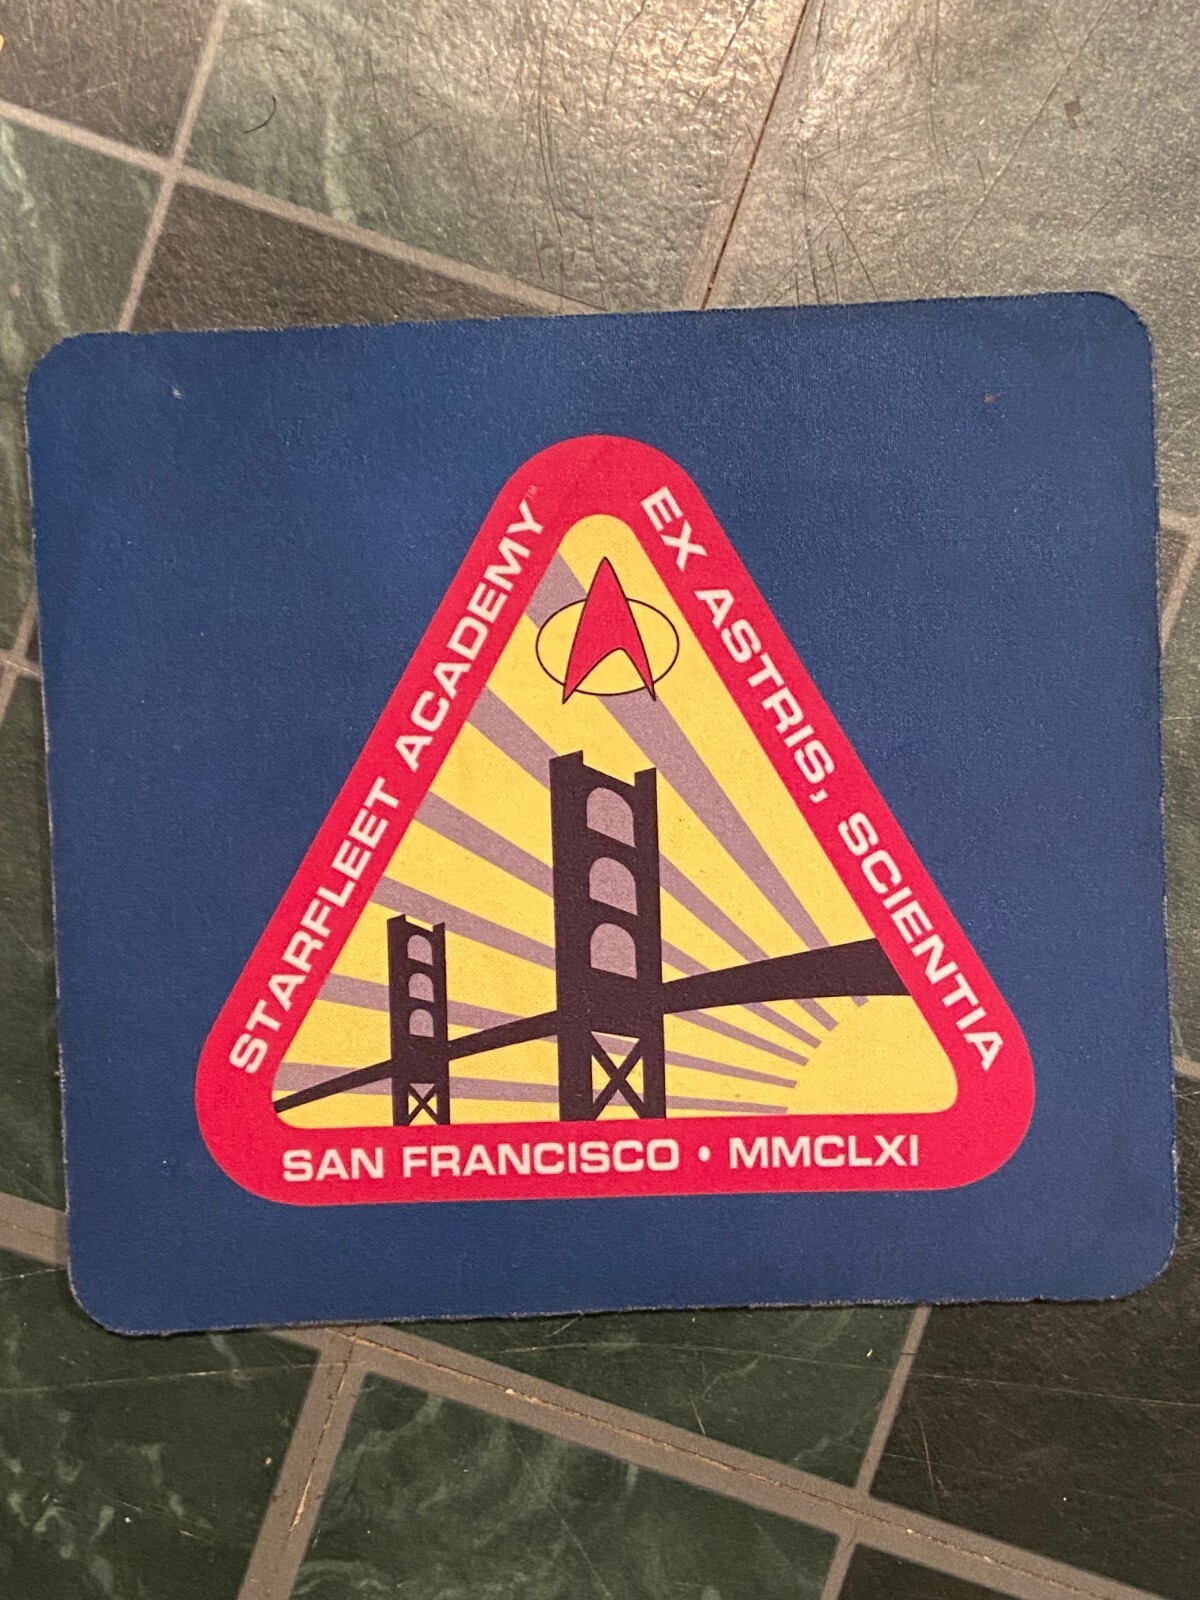 STARFLEET ACADEMY™
EX ASTRIS, SCIENTIA
SAN FRANCISCO • MMCLXI